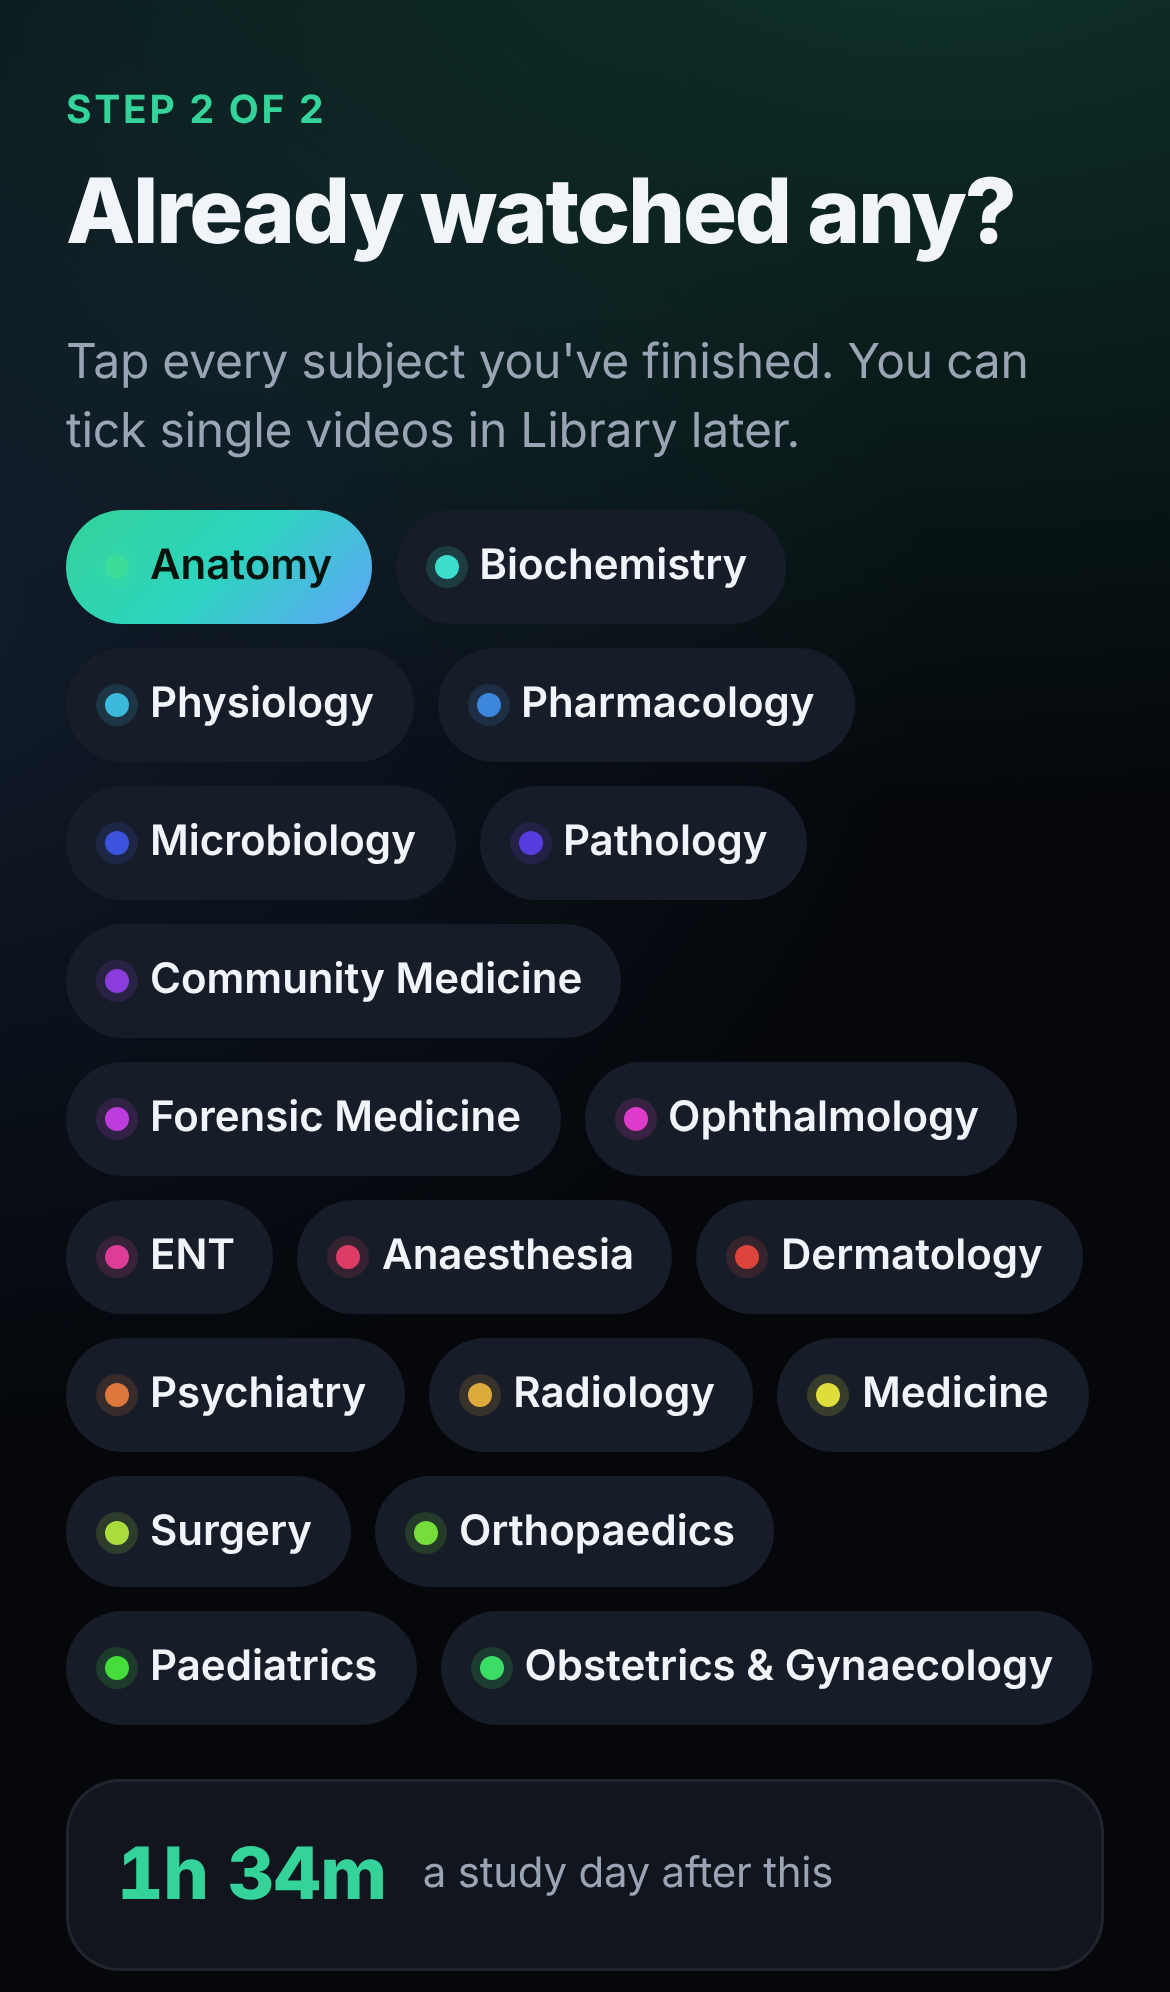 STEP 2 OF 2
Already watched any?
Tap every subject you've finished. You can
tick single videos in Library later.
Anatomy
Biochemistry
Physiology
Pharmacology
Microbiology
Pathology
Community Medicine
Forensic Medicine
Ophthalmology
ENT
Anaesthesia
Dermatology
Psychiatry
Radiology
Medicine
Surgery
Orthopaedics
Paediatrics
Obstetrics & Gynaecology
1h 34m a study day after this